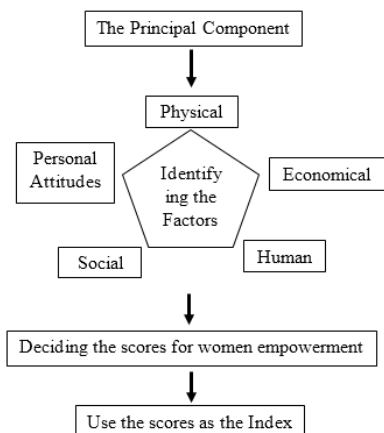 The Principal Component
Physical
Personal
Attitudes
Identify
ing the
Factors
Economical
Social
Human
Deciding the scores for women empowerment
Use the scores as the Index